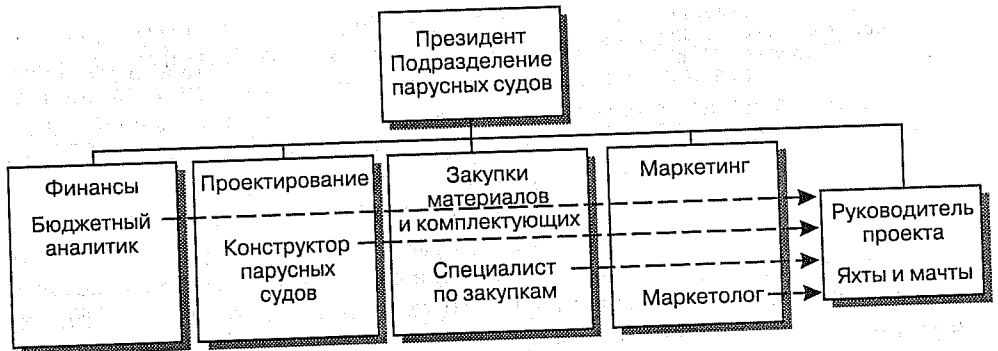 Президент
Подразделение
парусных судов
Финансы
Бюджетный
аналитик
Проектирование
Конструктор
парусных
судов
Закупки
материалов
и комплектующих
Специалист
по закупкам
Маркетинг
Маркетолог
Руководитель
проекта
Яхты и мачты